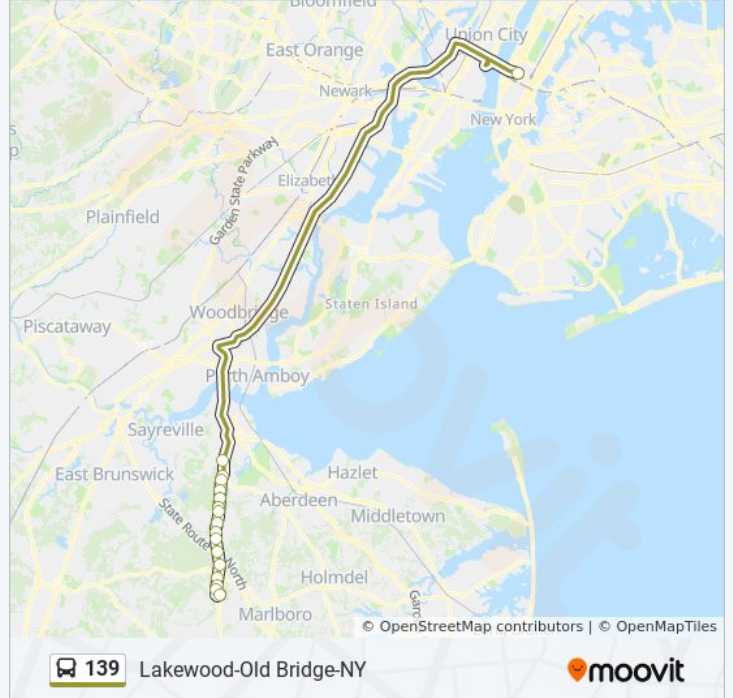 Bloomfield
Union City
East Orange
Newark
New York
Garden State Parkway
Elizabeth
Plainfield
Woodbridge
Staten Island
Piscataway
Perth Amboy
Sayreville
East Brunswick
Hazlet
Aberdeen
Middletown
State Route
North
Holmdel
Marlboro
© OpenStreetMap contributors | © OpenMapTiles
139 Lakewood-Old Bridge-NY
moovit